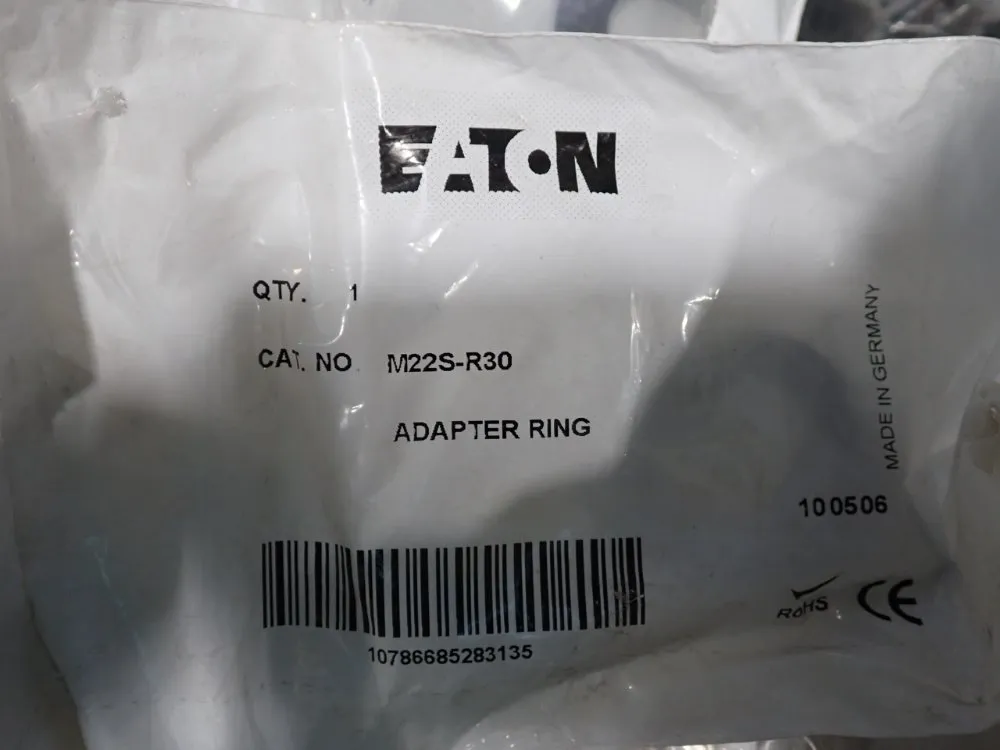 EATON
QTY. 1
CAT. NO. M22S-R30
ADAPTER RING
MADE IN GERMANY
100506
RoHS CE
10786685283135